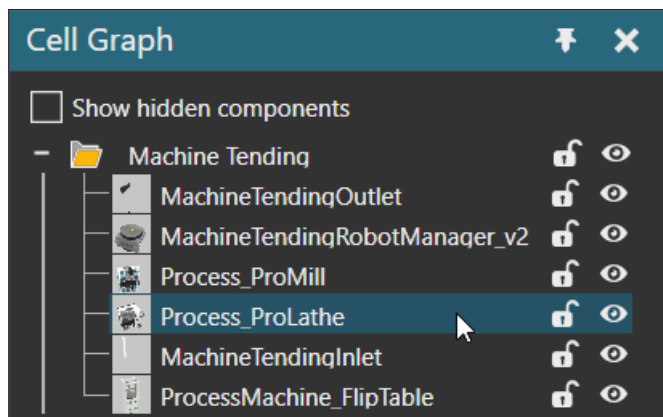 Cell Graph
Show hidden components
Machine Tending
MachineTendingOutlet
MachineTendingRobotManager_v2
Process_ProMill
Process_ProLathe
MachineTendingInlet
ProcessMachine_FlipTable